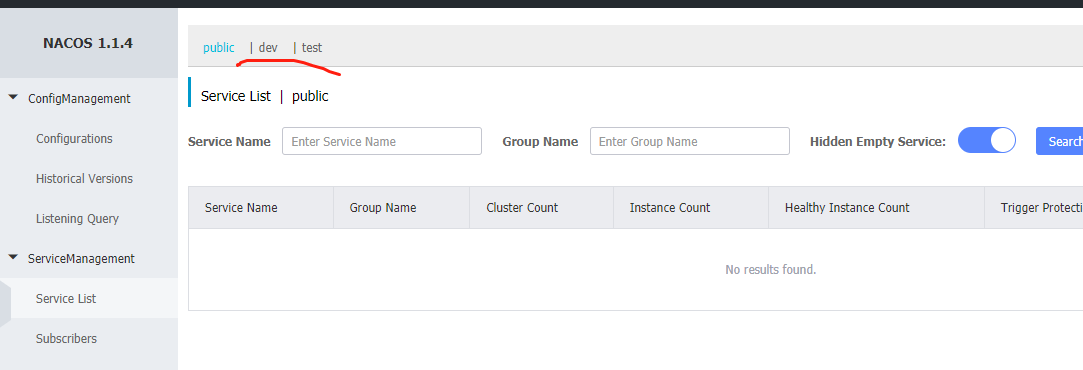 NACOS 1.1.4
ConfigManagement
Configurations
Historical Versions
Listening Query
ServiceManagement
Service List
Subscribers
public | dev | test
Service List | public
Service Name Enter Service Name Group Name Enter Group Name Hidden Empty Service: Search
Service Name Group Name Cluster Count Instance Count Healthy Instance Count Trigger Protecti
No results found.